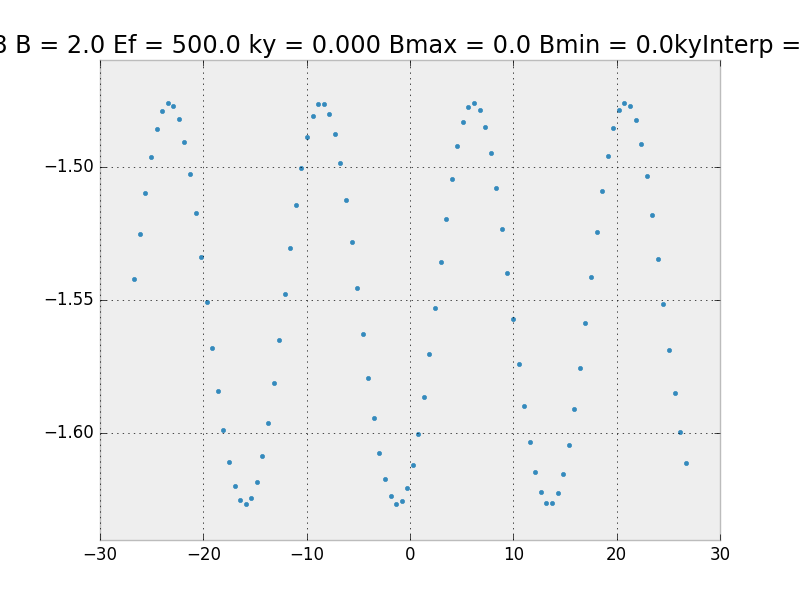 B = 2.0 Ef = 500.0 ky = 0.000 Bmax = 0.0 Bmin = 0.0kyInterp =
−1.50
−1.55
−1.60
−30 −20 −10 0 10 20 30